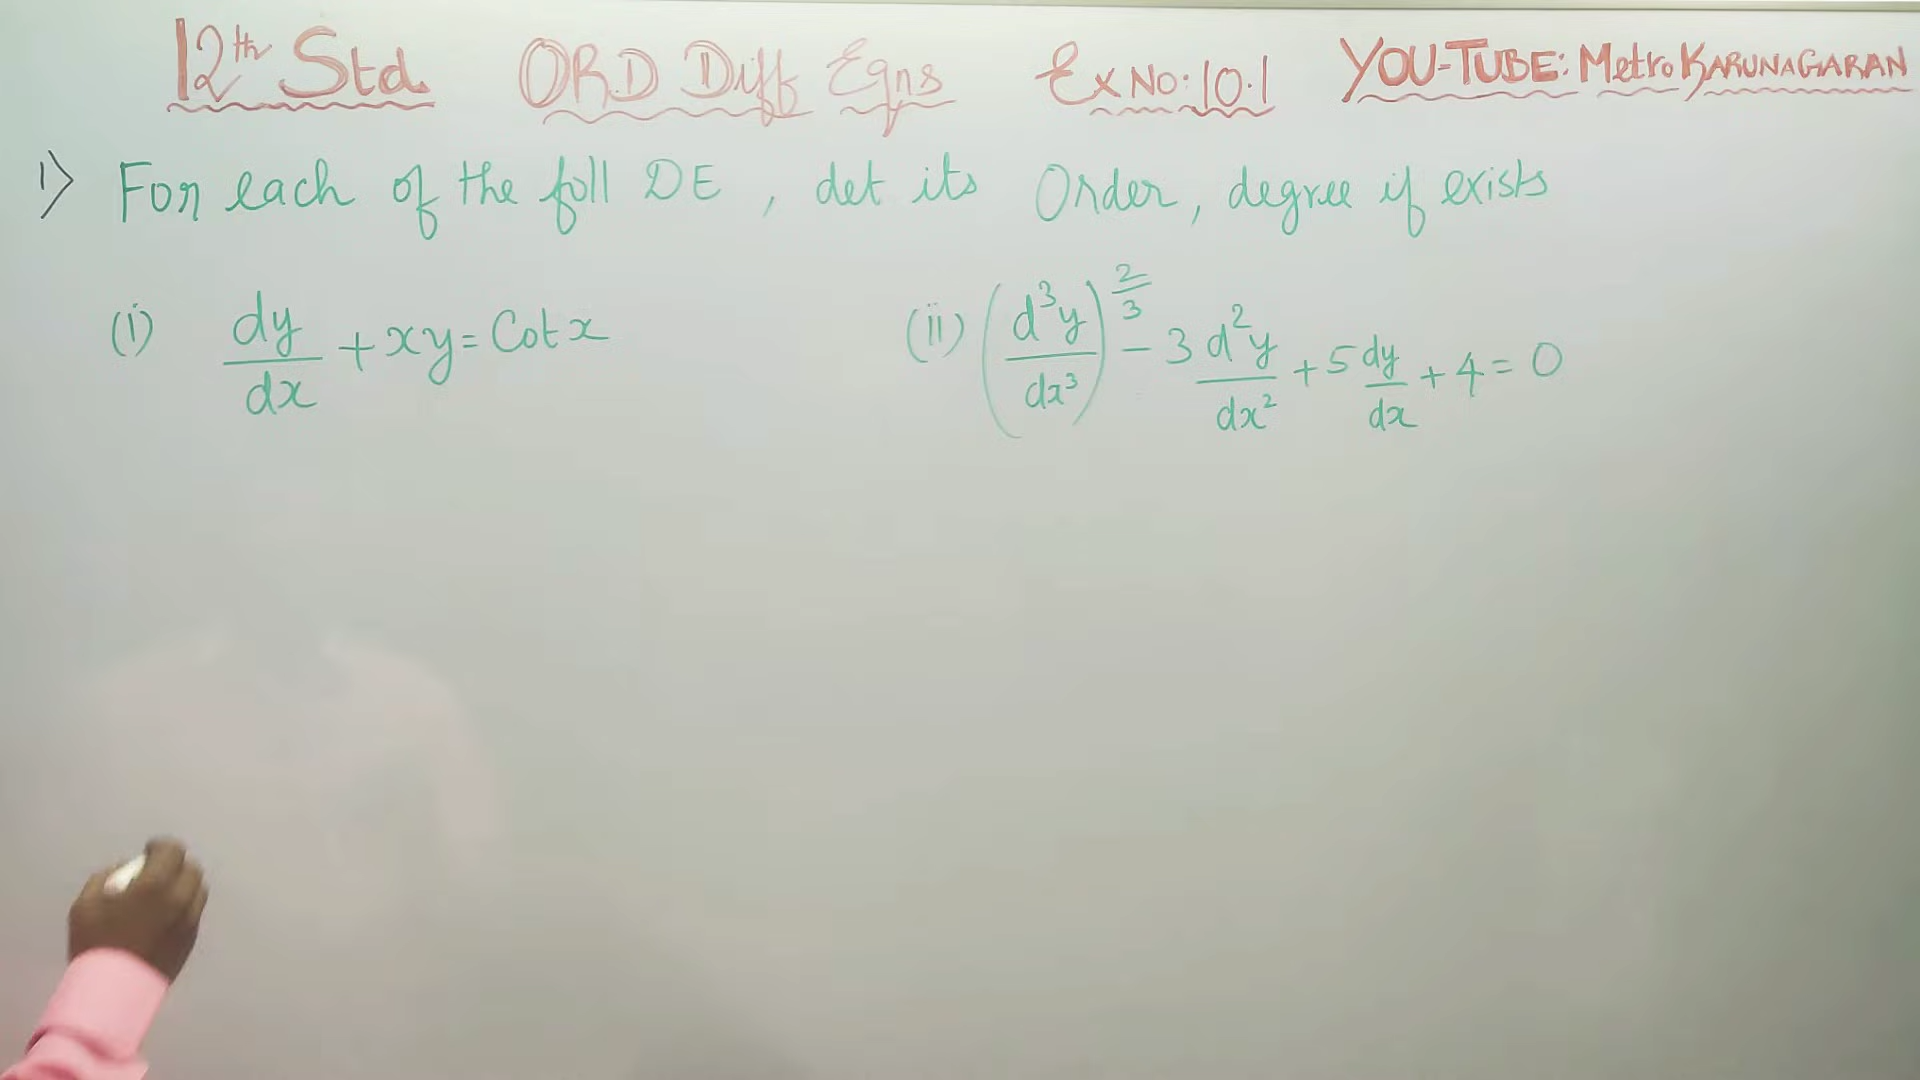 12th Std ORD Diff Eqns Ex No: 10.1 YOU-TUBE: Metro KARUNAGARAN
1) For each of the foll DE, det its Order, degree if exists
(i) dy/dx + xy = Cot x (ii) (d³y/dx³)^(2/3) - 3 d²y/dx² + 5 dy/dx + 4 = 0